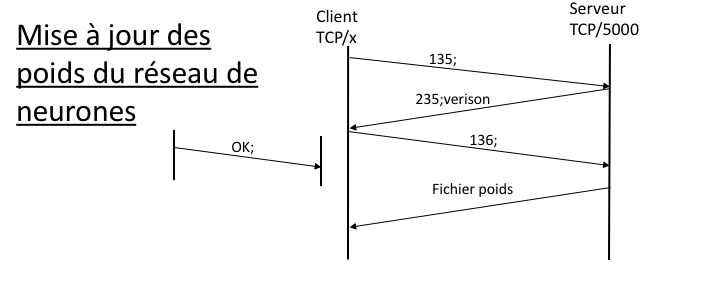 Mise à jour des
poids du réseau de
neurones
Client
TCP/x
Serveur
TCP/5000
135;
235;verison
136;
OK;
Fichier poids